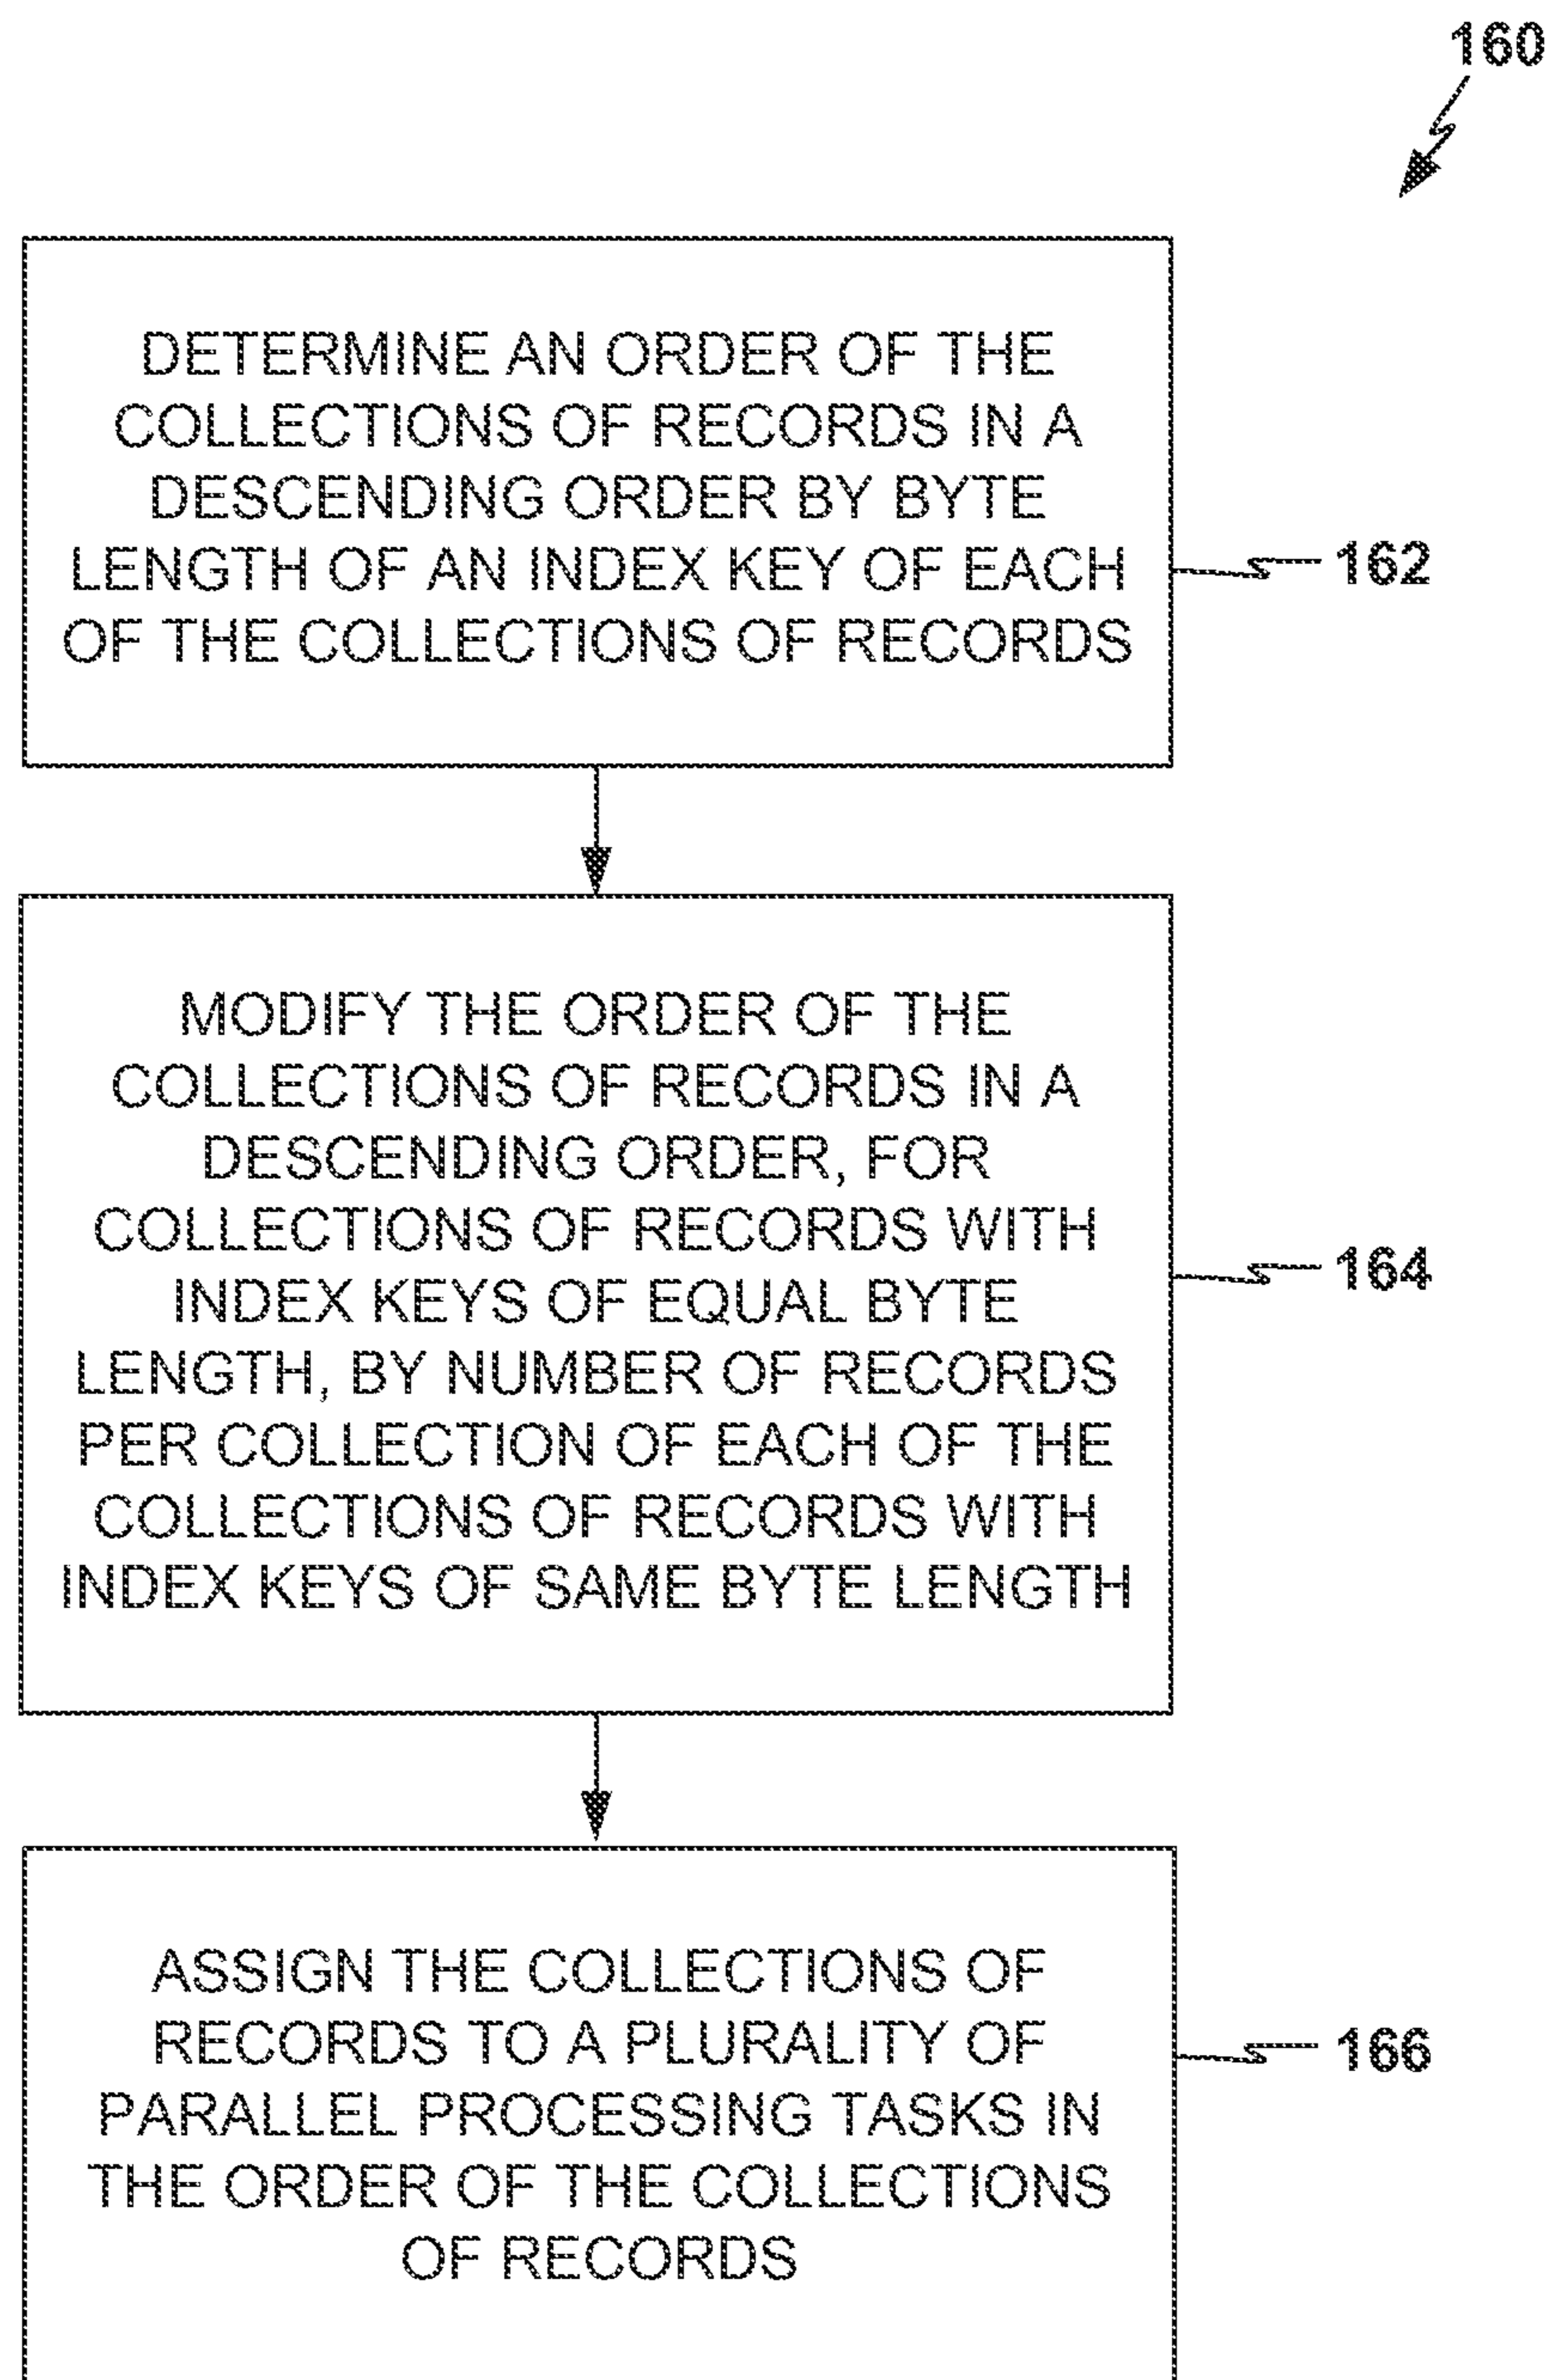 160
DETERMINE AN ORDER OF THE
COLLECTIONS OF RECORDS IN A
DESCENDING ORDER BY BYTE
LENGTH OF AN INDEX KEY OF EACH
OF THE COLLECTIONS OF RECORDS
162
MODIFY THE ORDER OF THE
COLLECTIONS OF RECORDS IN A
DESCENDING ORDER, FOR
COLLECTIONS OF RECORDS WITH
INDEX KEYS OF EQUAL BYTE
LENGTH, BY NUMBER OF RECORDS
PER COLLECTION OF EACH OF THE
COLLECTIONS OF RECORDS WITH
INDEX KEYS OF SAME BYTE LENGTH
164
ASSIGN THE COLLECTIONS OF
RECORDS TO A PLURALITY OF
PARALLEL PROCESSING TASKS IN
THE ORDER OF THE COLLECTIONS
OF RECORDS
166